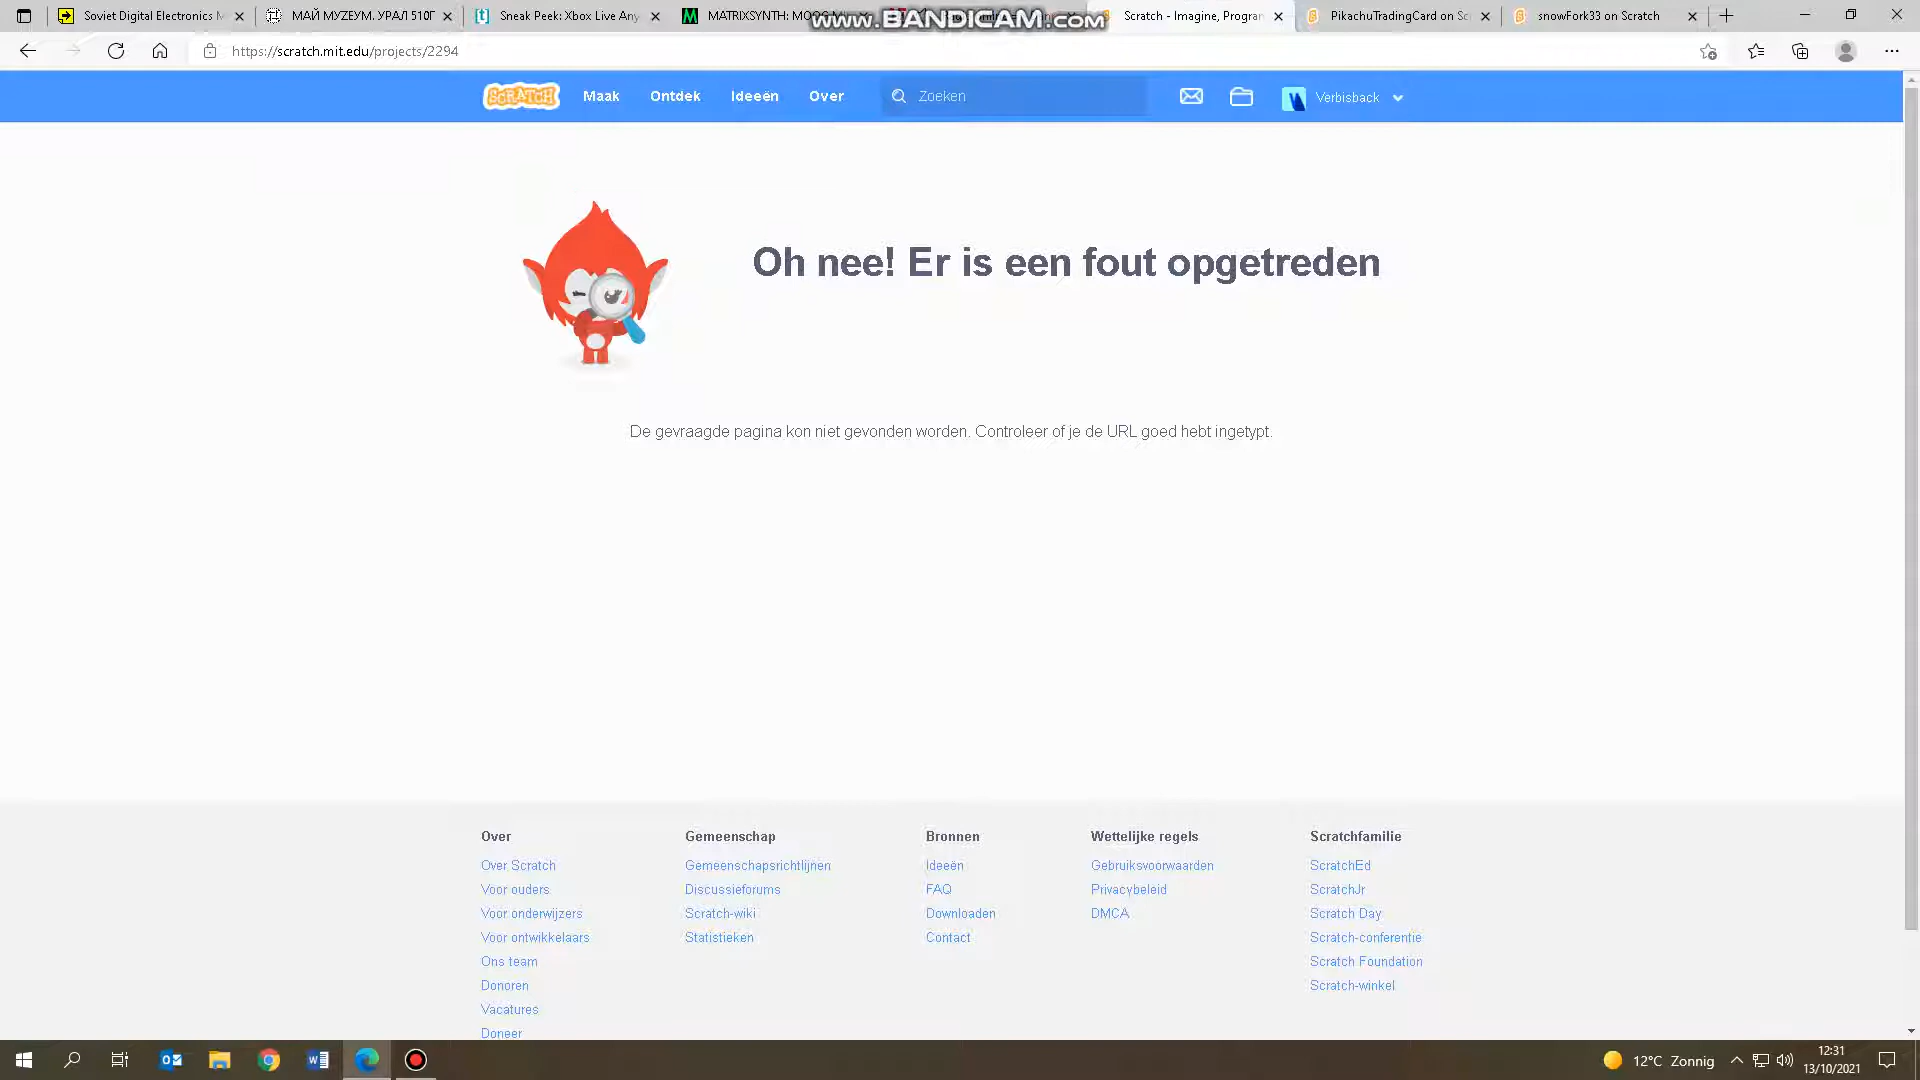 Soviet Digital Electronics M
МАЙ МУZЕУМ. УРАЛ 510Г
Sneak Peek: Xbox Live Any
MATRIXSYNTH: MOOG
www.BANDICAM.com
Scratch - Imagine, Progran
PikachuTradingCard on Sc
snowFork33 on Scratch
https://scratch.mit.edu/projects/2294
SCRATCH
Maak
Ontdek
Ideeën
Over
Zoeken
Verbisback
Oh nee! Er is een fout opgetreden
De gevraagde pagina kon niet gevonden worden. Controleer of je de URL goed hebt ingetypt.
Over
Over Scratch
Voor ouders
Voor onderwijzers
Voor ontwikkelaars
Ons team
Donoren
Vacatures
Doneer
Gemeenschap
Gemeenschapsrichtlijnen
Discussieforums
Scratch-wiki
Statistieken
Bronnen
Ideeën
FAQ
Downloaden
Contact
Wettelijke regels
Gebruiksvoorwaarden
Privacybeleid
DMCA
Scratchfamilie
ScratchEd
ScratchJr
Scratch Day
Scratch-conferentie
Scratch Foundation
Scratch-winkel
12°C Zonnig
12:31
13/10/2021